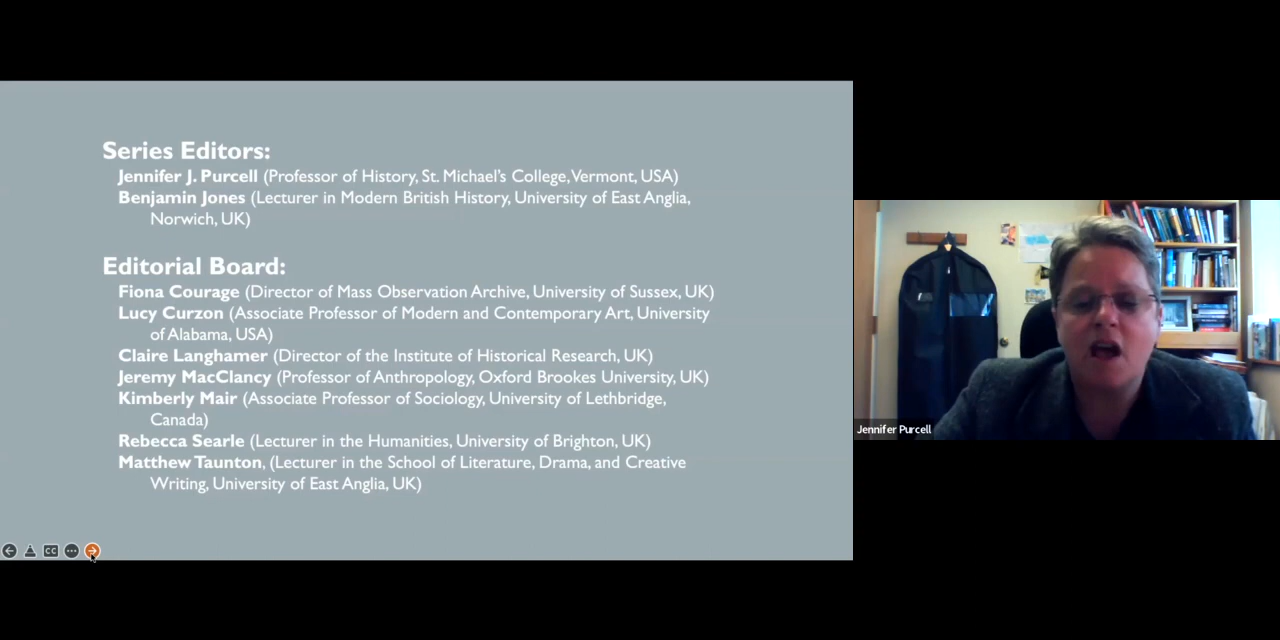 Series Editors:
Jennifer J. Purcell (Professor of History, St. Michael's College, Vermont, USA)
Benjamin Jones (Lecturer in Modern British History, University of East Anglia,
Norwich, UK)
Editorial Board:
Fiona Courage (Director of Mass Observation Archive, University of Sussex, UK)
Lucy Curzon (Associate Professor of Modern and Contemporary Art, University
of Alabama, USA)
Claire Langhamer (Director of the Institute of Historical Research, UK)
Jeremy MacClancy (Professor of Anthropology, Oxford Brookes University, UK)
Kimberly Mair (Associate Professor of Sociology, University of Lethbridge,
Canada)
Rebecca Searle (Lecturer in the Humanities, University of Brighton, UK)
Matthew Taunton, (Lecturer in the School of Literature, Drama, and Creative
Writing, University of East Anglia, UK)
CC
Jennifer Purcell